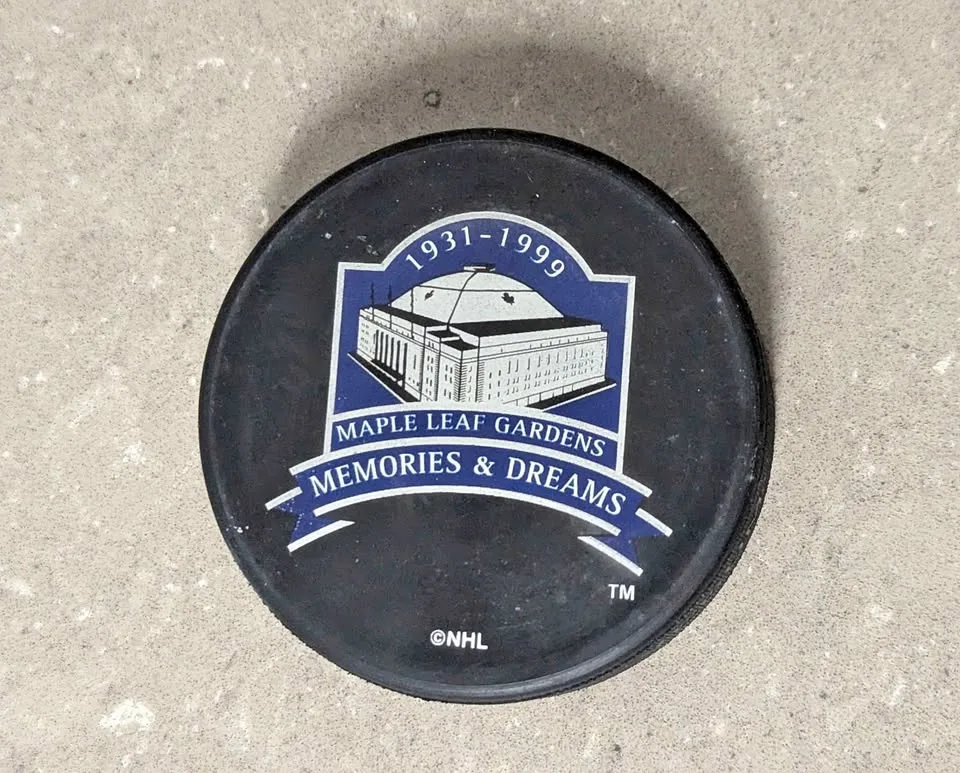 1931-1999
MAPLE LEAF GARDENS
MEMORIES & DREAMS
TM
©NHL